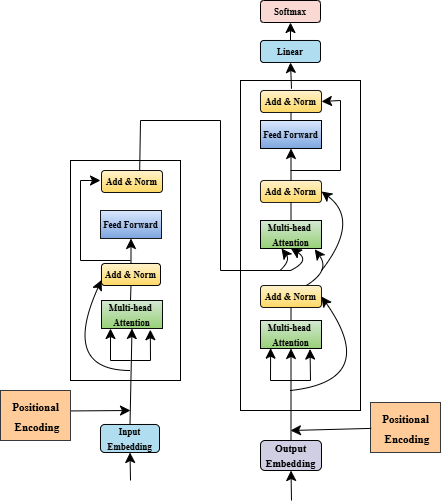 Softmax
Linear
Add & Norm
Feed Forward
Add & Norm
Multi-head
Attention
Add & Norm
Multi-head
Attention
Output
Embedding
Positional
Encoding
Add & Norm
Feed Forward
Add & Norm
Multi-head
Attention
Positional
Encoding
Input
Embedding